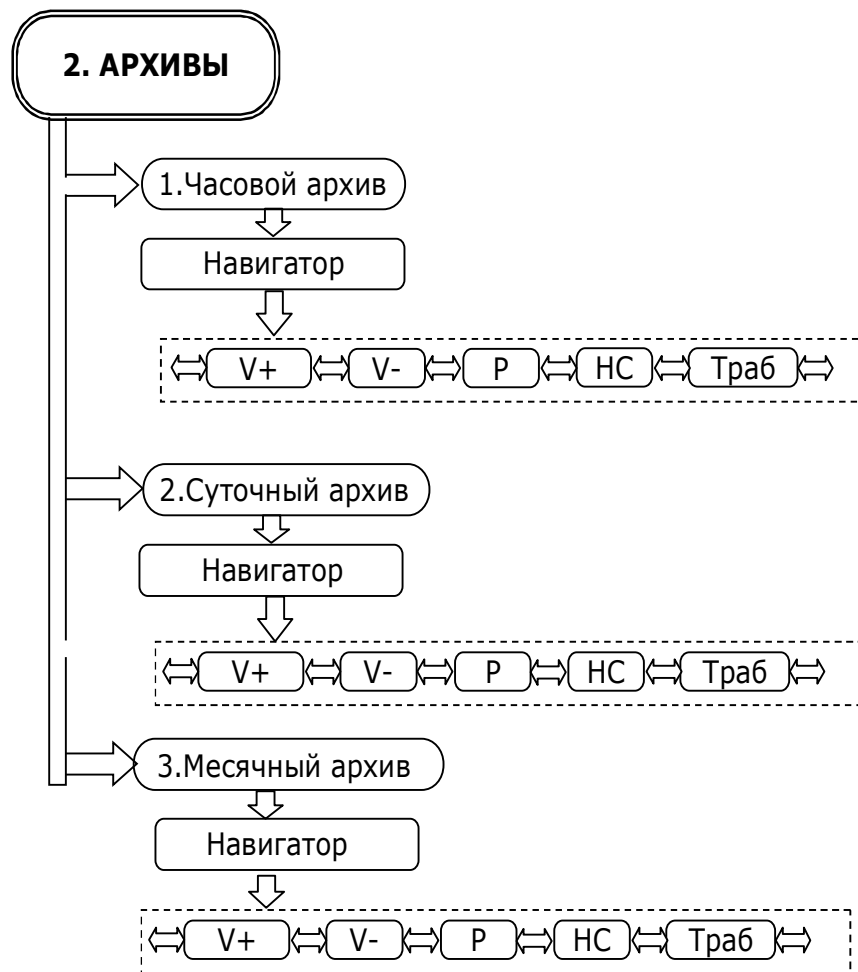 2. АРХИВЫ
1.Часовой архив
Навигатор
V+ V- P НС Траб
2.Суточный архив
Навигатор
V+ V- P НС Траб
3.Месячный архив
Навигатор
V+ V- P НС Траб